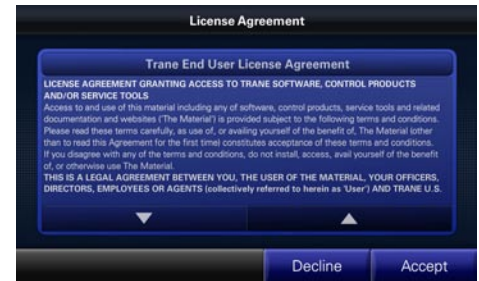 License Agreement
Trane End User License Agreement
LICENSE AGREEMENT GRANTING ACCESS TO TRANE SOFTWARE, CONTROL PRODUCTS
AND/OR SERVICE TOOLS
Access to and use of this material including any of software, control products, service tools and related
documentation and websites ('The Material') is provided subject to the following terms and conditions.
Please read these terms carefully, as use of, or availing yourself of the benefit of, The Material (other
than to read this Agreement for the first time) constitutes acceptance of these terms and conditions.
If you disagree with any of the terms and conditions, do not install, access, avail yourself of the benefit
of, or otherwise use The Material.
THIS IS A LEGAL AGREEMENT BETWEEN YOU, THE USER OF THE MATERIAL, YOUR OFFICERS,
DIRECTORS, EMPLOYEES OR AGENTS (collectively referred to herein as 'User') AND TRANE U.S.
Decline Accept